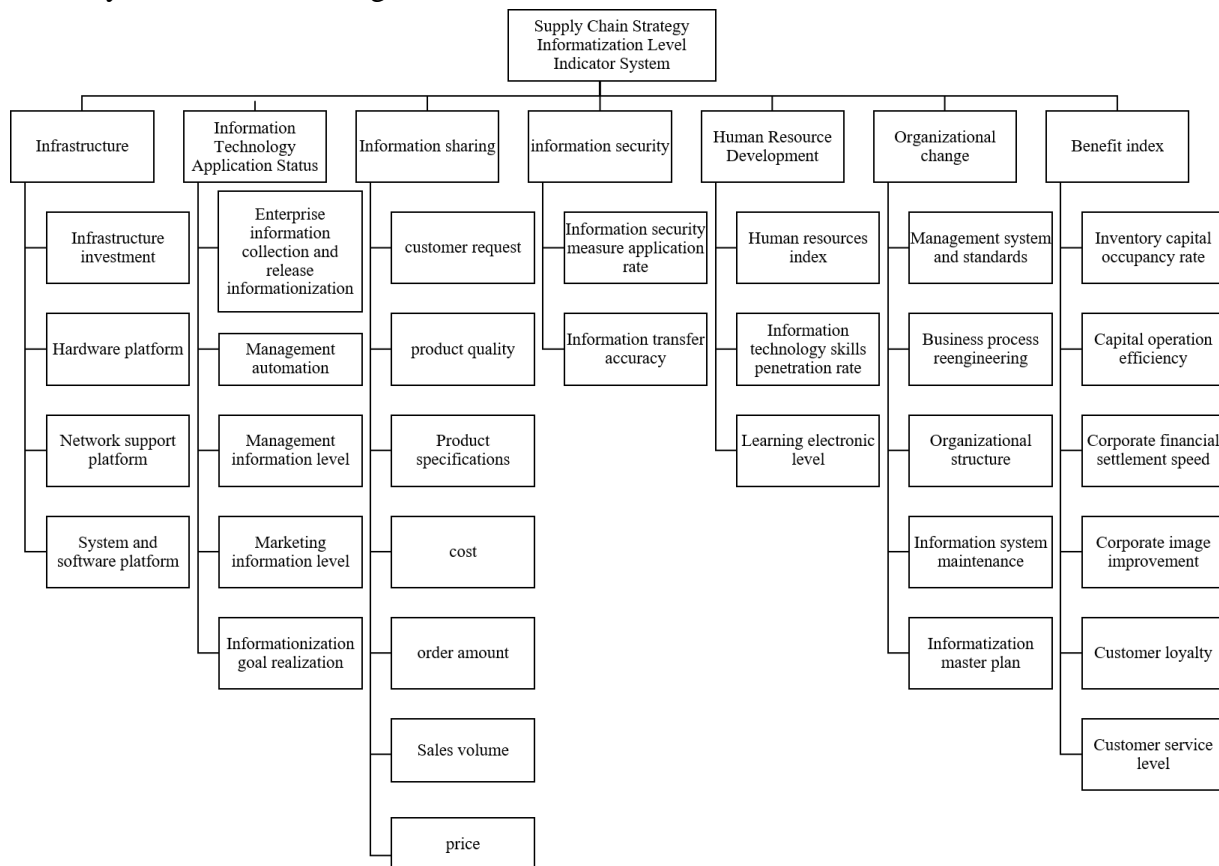 Supply Chain Strategy
Informatization Level
Indicator System
Infrastructure
Information
Technology
Application Status
Information sharing
information security
Human Resource
Development
Organizational
change
Benefit index
Infrastructure
investment
Hardware platform
Network support
platform
System and
software platform
Enterprise
information
collection and
release
informationization
Management
automation
Management
information level
Marketing
information level
Informationization
goal realization
customer request
product quality
Product
specifications
cost
order amount
Sales volume
price
Information security
measure application
rate
Information transfer
accuracy
Human resources
index
Information
technology skills
penetration rate
Learning electronic
level
Management system
and standards
Business process
reengineering
Organizational
structure
Information system
maintenance
Informatization
master plan
Inventory capital
occupancy rate
Capital operation
efficiency
Corporate financial
settlement speed
Corporate image
improvement
Customer loyalty
Customer service
level